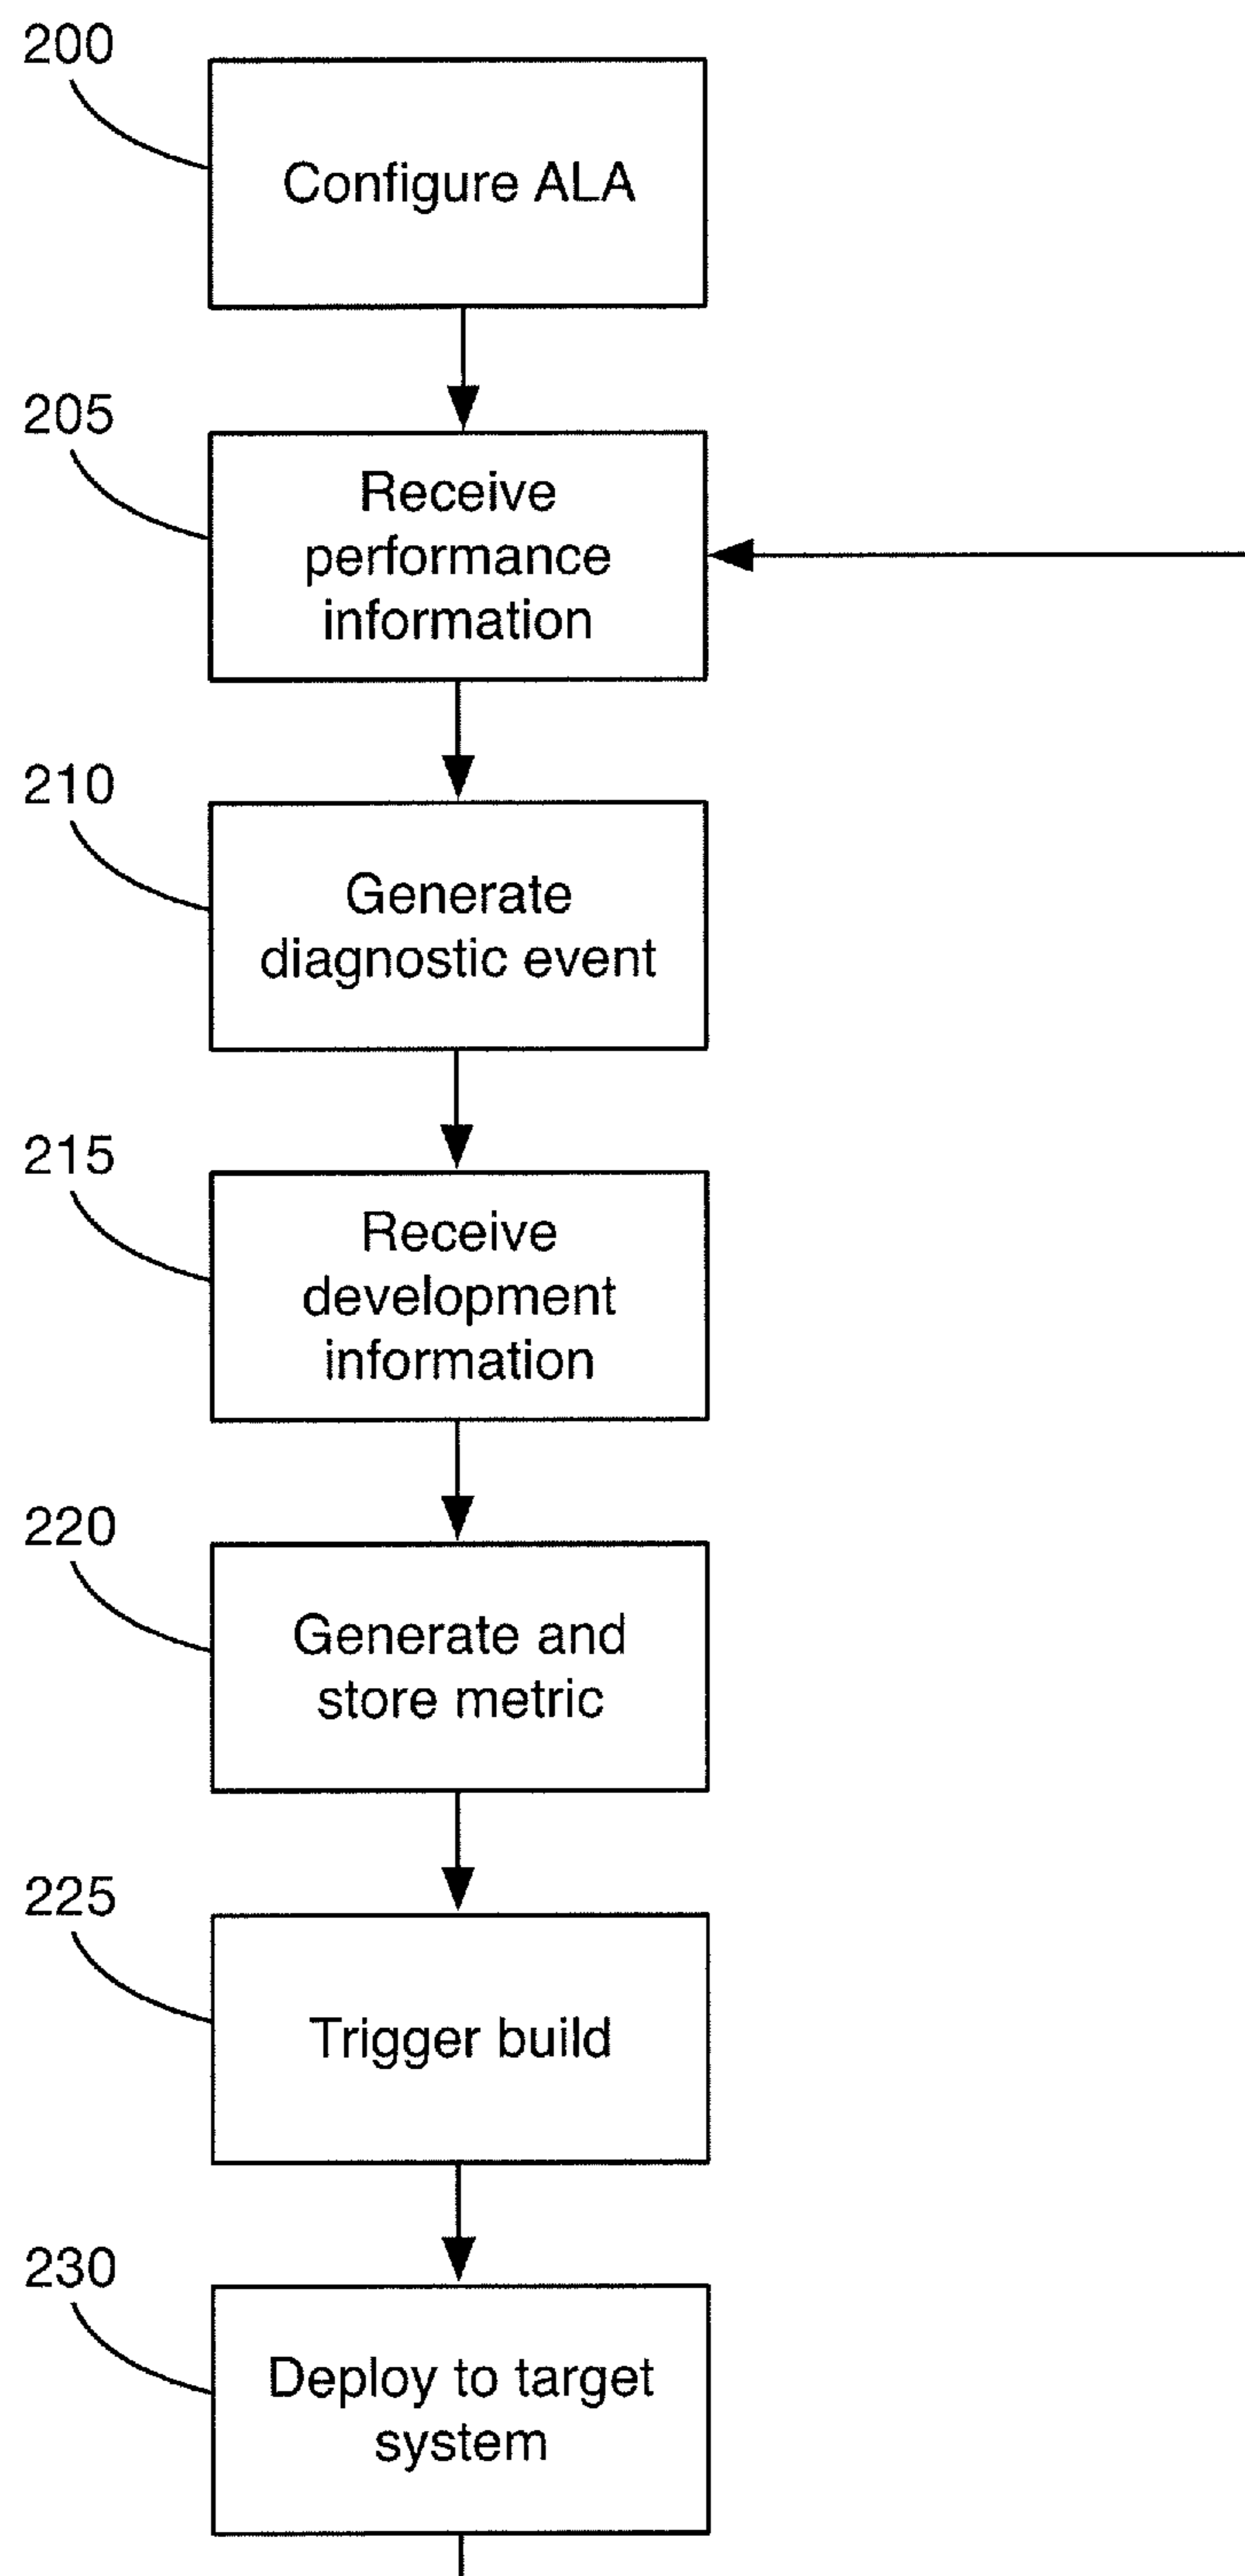 200
Configure ALA
205
Receive
performance
information
210
Generate
diagnostic event
215
Receive
development
information
220
Generate and
store metric
225
Trigger build
230
Deploy to target
system